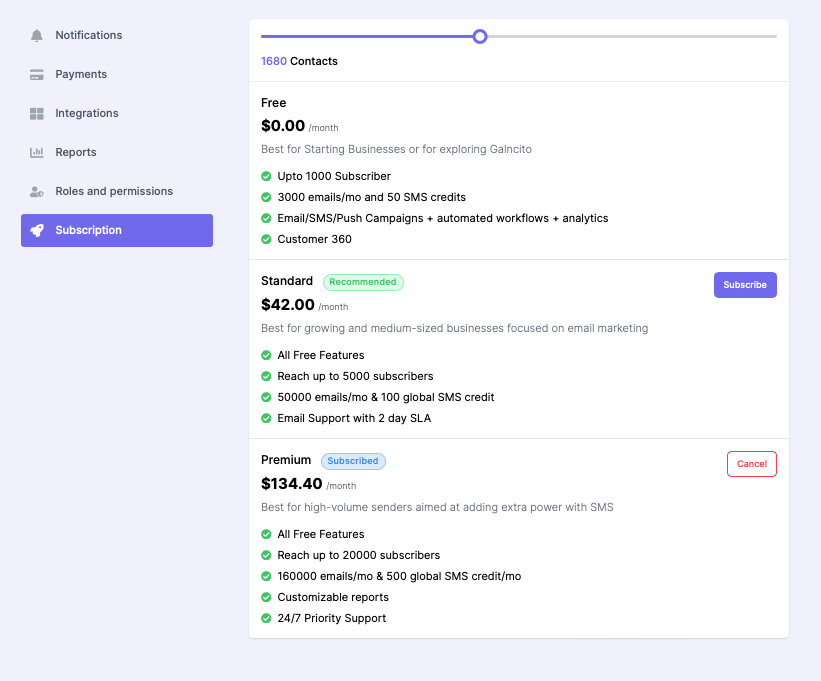 Notifications
Payments
Integrations
Reports
Roles and permissions
Subscription
1680 Contacts
Free
$0.00 /month
Best for Starting Businesses or for exploring Galncito
Upto 1000 Subscriber
3000 emails/mo and 50 SMS credits
Email/SMS/Push Campaigns + automated workflows + analytics
Customer 360
Standard Recommended
Subscribe
$42.00 /month
Best for growing and medium-sized businesses focused on email marketing
All Free Features
Reach up to 5000 subscribers
50000 emails/mo & 100 global SMS credit
Email Support with 2 day SLA
Premium Subscribed
Cancel
$134.40 /month
Best for high-volume senders aimed at adding extra power with SMS
All Free Features
Reach up to 20000 subscribers
160000 emails/mo & 500 global SMS credit/mo
Customizable reports
24/7 Priority Support